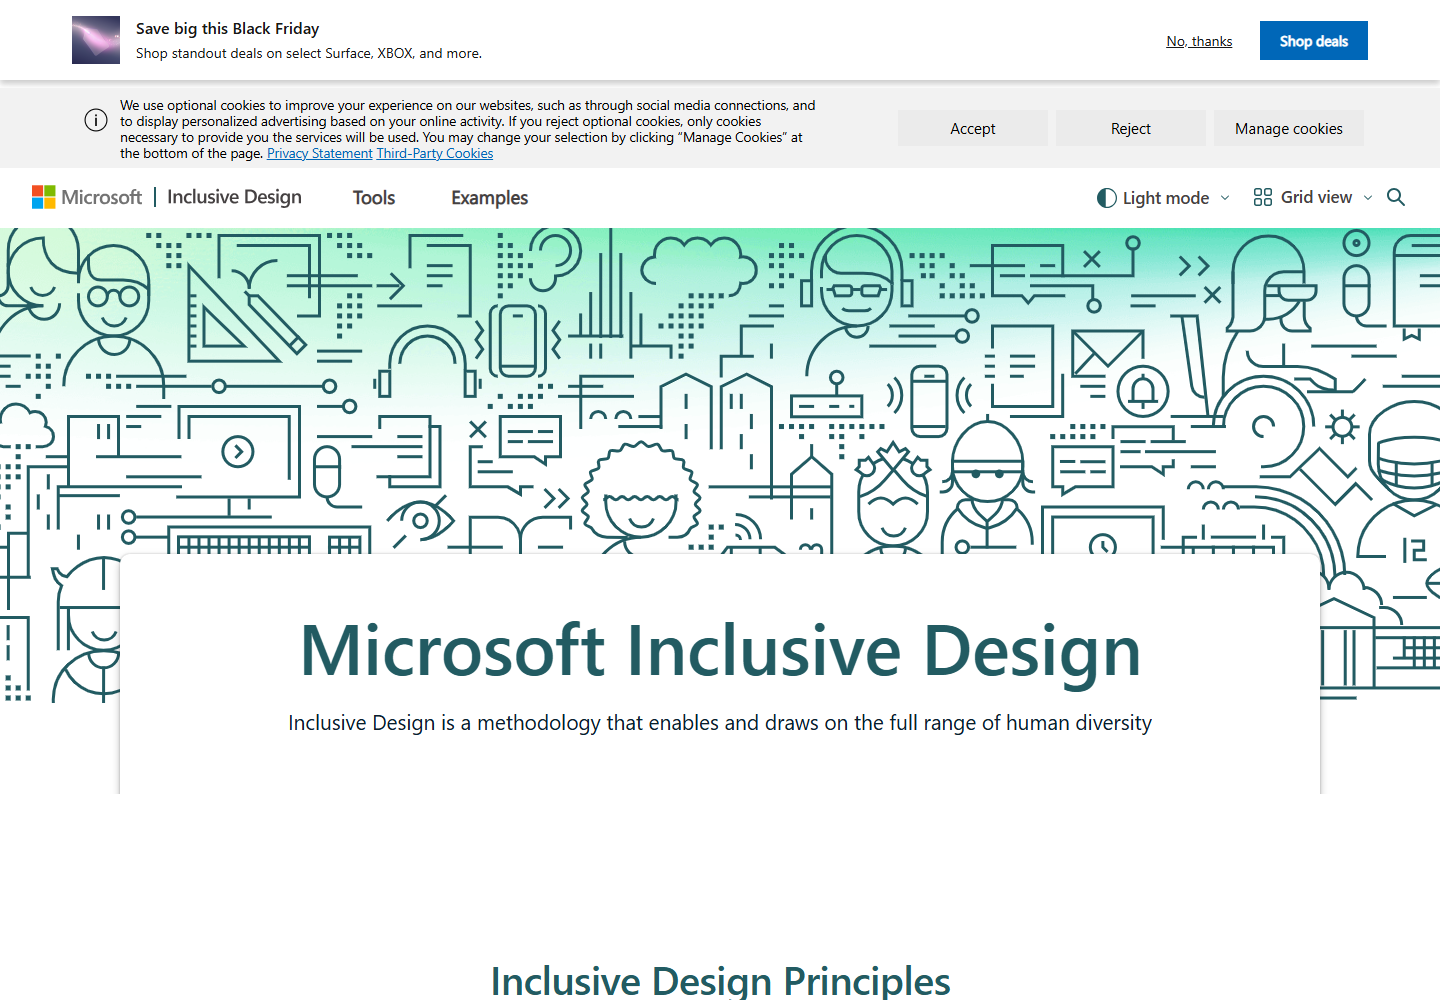 Save big this Black Friday
Shop standout deals on select Surface, XBOX, and more.
No, thanks
Shop deals
We use optional cookies to improve your experience on our websites, such as through social media connections, and
to display personalized advertising based on your online activity. If you reject optional cookies, only cookies
necessary to provide you the services will be used. You may change your selection by clicking “Manage Cookies” at
the bottom of the page. Privacy Statement Third-Party Cookies
Accept
Reject
Manage cookies
Microsoft
Inclusive Design
Tools
Examples
Light mode
Grid view
12
Microsoft Inclusive Design
Inclusive Design is a methodology that enables and draws on the full range of human diversity
Inclusive Design Principles